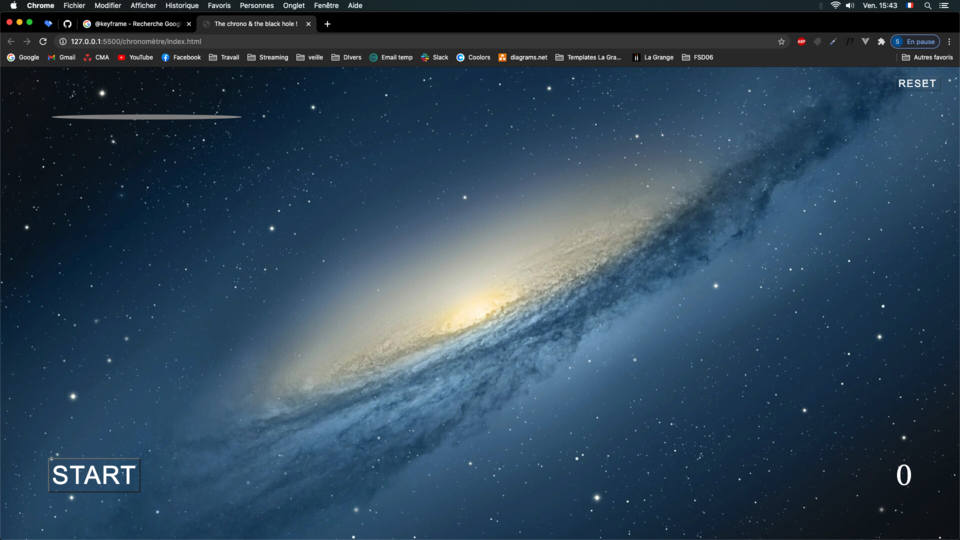 Chrome Fichier Modifier Afficher Historique Favoris Personnes Onglet Fenêtre Aide Ven. 15:43
@keyframe - Recherche Goog The chrono & the black hole !
127.0.0.1:5500/chronomètre/index.html ABP f? S En pause
Google Gmail CMA YouTube Facebook Travail Streaming veille Divers Email temp Slack Coolors diagrams.net Templates La Gra... La Grange FSD06 Autres favoris
RESET
START 0